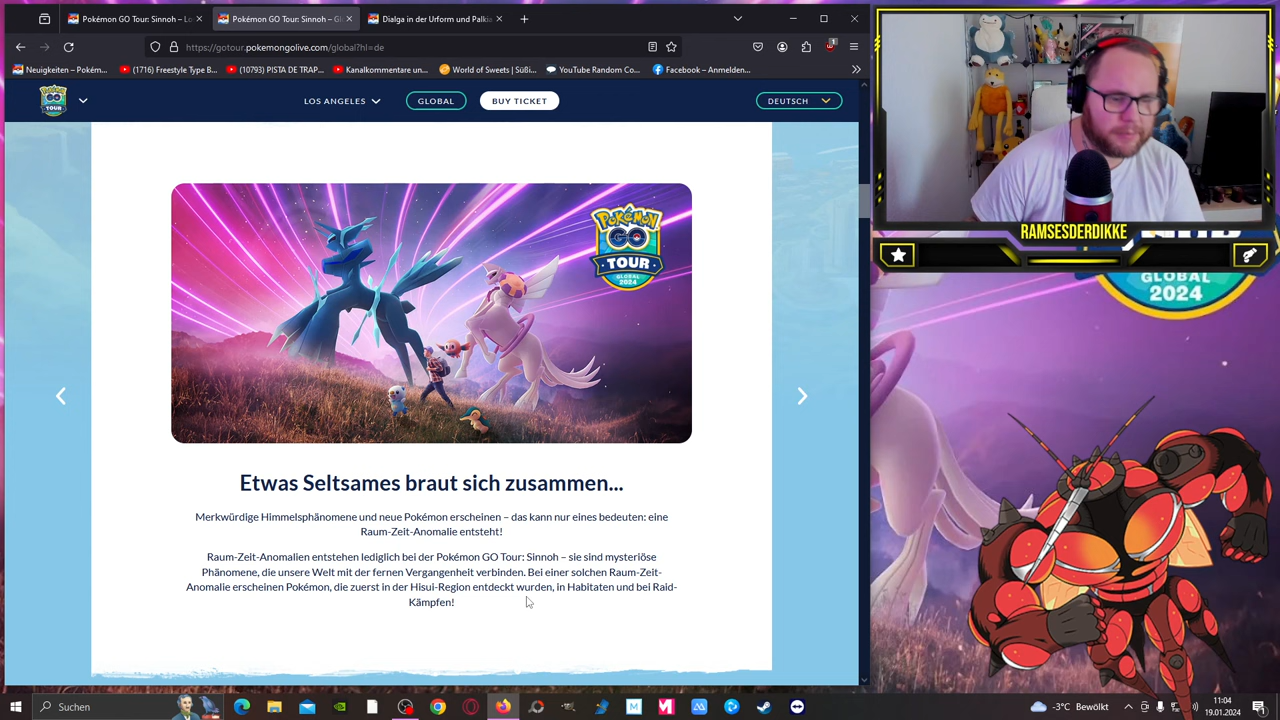 Pokémon GO Tour: Sinnoh – Lo
Pokémon GO Tour: Sinnoh – Gl
Dialga in der Urform und Palkia
https://gotour.pokemongolive.com/global?hl=de
1
Neuigkeiten – Pokém...
(1716) Freestyle Type B...
(10793) PISTA DE TRAP...
Kanalkommentare un...
World of Sweets | Süßi...
YouTube Random Co...
Facebook – Anmelden...
LOS ANGELES
GLOBAL
BUY TICKET
DEUTSCH
Pokémon
GO
TOUR
GLOBAL
2024
RAMSESDERDIKKE
GLOBAL
2024
Etwas Seltsames braut sich zusammen...
Merkwürdige Himmelsphänomene und neue Pokémon erscheinen – das kann nur eines bedeuten: eine
Raum-Zeit-Anomalie entsteht!
Raum-Zeit-Anomalien entstehen lediglich bei der Pokémon GO Tour: Sinnoh – sie sind mysteriöse
Phänomene, die unsere Welt mit der fernen Vergangenheit verbinden. Bei einer solchen Raum-Zeit-
Anomalie erscheinen Pokémon, die zuerst in der Hisui-Region entdeckt wurden, in Habitaten und bei Raid-
Kämpfen!
Suchen
-3°C Bewölkt
11:04
19.01.2024